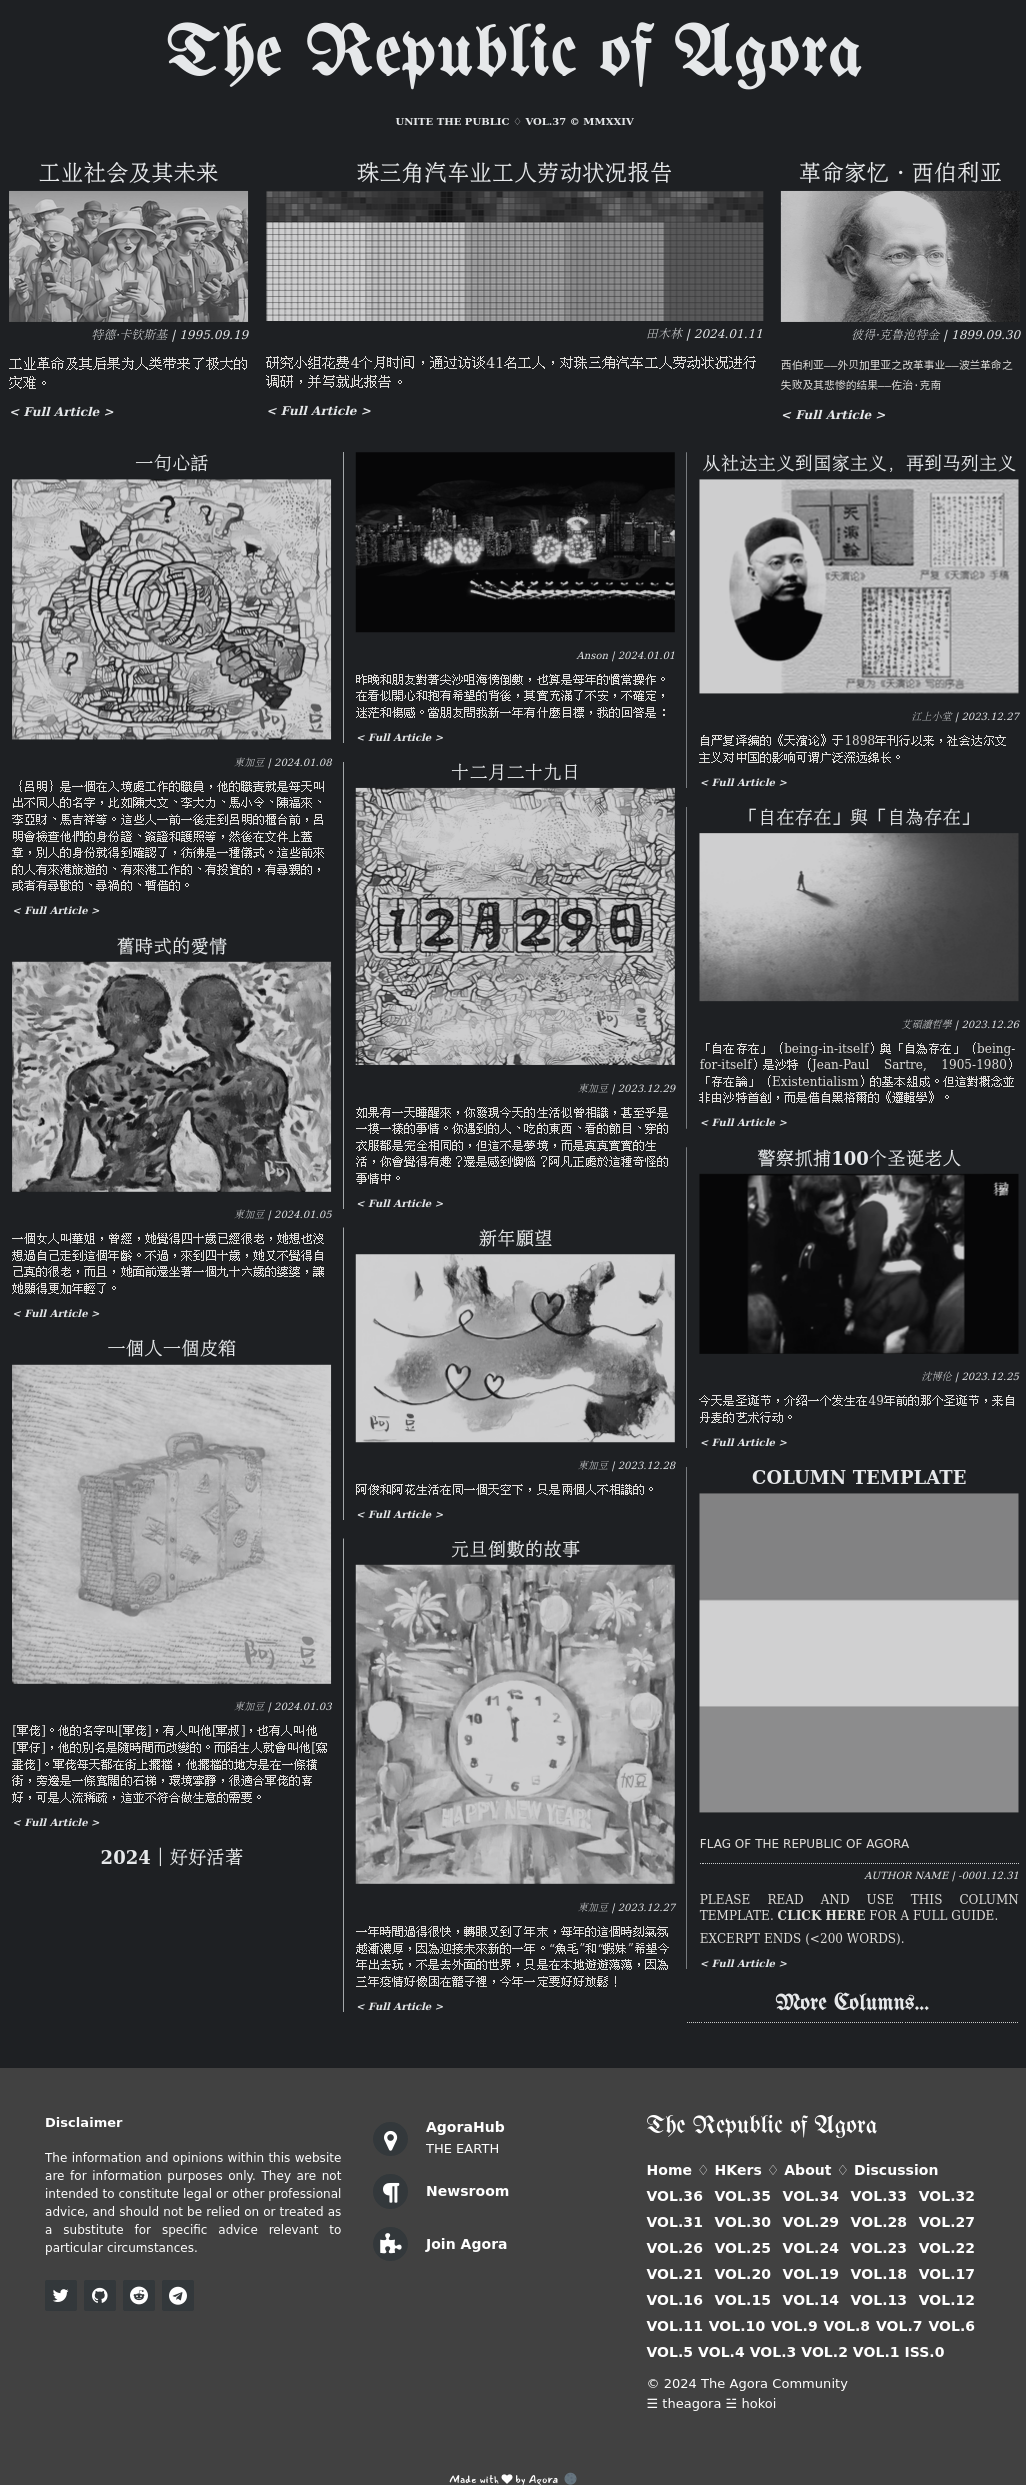 The Republic of Agora
UNITE THE PUBLIC ♢ VOL.37 © MMXXIV
工业社会及其未来
特德·卡钦斯基 | 1995.09.19
工业革命及其后果为人类带来了极大的
灾难。
< Full Article >
珠三角汽车业工人劳动状况报告
田木林 | 2024.01.11
研究小组花费4个月时间，通过访谈41名工人，对珠三角汽车工人劳动状况进行
调研，并写就此报告。
< Full Article >
革命家忆·西伯利亚
彼得·克鲁泡特金 | 1899.09.30
西伯利亚——外贝加里亚之改革事业——波兰革命之
失败及其悲惨的结果——佐治·克南
< Full Article >
一句心話
東加豆 | 2024.01.08
｛呂明｝是一個在入境處工作的職員，他的職責就是每天叫
出不同人的名字，比如陳大文、李大力、馬小令、陳福來、
李亞財、馬吉祥等。這些人一前一後走到呂明的櫃台前，呂
明會檢查他們的身份證、簽證和護照等，然後在文件上蓋
章，別人的身份就得到確認了，彷彿是一種儀式。這些前來
的人有來港旅遊的、有來港工作的、有投資的，有尋親的，
或者有尋歡的、尋禍的、暫借的。
< Full Article >
舊時式的愛情
阿豆
東加豆 | 2024.01.05
一個女人叫華姐，曾經，她覺得四十歲已經很老，她想也沒
想過自己走到這個年齡。不過，來到四十歲，她又不覺得自
己真的很老，而且，她面前還坐著一個九十六歲的婆婆，讓
她顯得更加年輕了。
< Full Article >
一個人一個皮箱
阿豆
東加豆 | 2024.01.03
[軍佬]。他的名字叫[軍佬]，有人叫他[軍叔]，也有人叫他
[軍仔]，他的別名是隨時間而改變的。而陌生人就會叫他[寫
畫佬]。軍佬每天都在街上擺檔，他擺檔的地方是在一條橫
街，旁邊是一條寬闊的石梯，環境寧靜，很適合軍佬的喜
好，可是人流稀疏，這並不符合做生意的需要。
< Full Article >
2024｜好好活著
Anson | 2024.01.01
昨晚和朋友對著尖沙咀海傍倒數，也算是每年的慣常操作。
在看似開心和抱有希望的背後，其實充滿了不安，不確定，
迷茫和傷感。當朋友問我新一年有什麼目標，我的回答是：
< Full Article >
十二月二十九日
12月29日
東加豆 | 2023.12.29
如果有一天睡醒來，你發現今天的生活似曾相識，甚至乎是
一摸一樣的事情。你遇到的人、吃的東西、看的節目、穿的
衣服都是完全相同的，但這不是夢境，而是真真實實的生
活，你會覺得有趣？還是感到懊惱？阿凡正處於這種奇怪的
事情中。
< Full Article >
新年願望
阿豆
東加豆 | 2023.12.28
阿俊和阿花生活在同一個天空下，只是兩個人不相識的。
< Full Article >
元旦倒數的故事
HAPPY NEW YEAR!
東加豆 | 2023.12.27
一年時間過得很快，轉眼又到了年末，每年的這個時刻氣氛
越漸濃厚，因為迎接未來新的一年。“魚毛”和“蝦妹”希望今
年出去玩，不是去外面的世界，只是在本地遊遊蕩蕩，因為
三年疫情好像困在籠子裡，今年一定要好好放鬆！
< Full Article >
从社达主义到国家主义，再到马列主义
天演論
《天演论》
严复《天演论》手稿
严复为《天演论》写的序言
江上小堂 | 2023.12.27
自严复译编的《天演论》于1898年刊行以来，社会达尔文
主义对中国的影响可谓广泛深远绵长。
< Full Article >
「自在存在」與「自為存在」
艾碩讀哲學 | 2023.12.26
「自在存在」（being-in-itself）與「自為存在」（being-
for-itself）是沙特（Jean-Paul Sartre, 1905-1980）
「存在論」（Existentialism）的基本組成。但這對概念並
非由沙特首創，而是借自黑格爾的《邏輯學》。
< Full Article >
警察抓捕100个圣诞老人
沈博伦 | 2023.12.25
今天是圣诞节，介绍一个发生在49年前的那个圣诞节，来自
丹麦的艺术行动。
< Full Article >
COLUMN TEMPLATE
FLAG OF THE REPUBLIC OF AGORA
AUTHOR NAME | -0001.12.31
PLEASE READ AND USE THIS COLUMN
TEMPLATE. CLICK HERE FOR A FULL GUIDE.
EXCERPT ENDS (<200 WORDS).
< Full Article >
More Columns...
Disclaimer
The information and opinions within this website
are for information purposes only. They are not
intended to constitute legal or other professional
advice, and should not be relied on or treated as
a substitute for specific advice relevant to
particular circumstances.
AgoraHub
THE EARTH
Newsroom
Join Agora
The Republic of Agora
Home ♢ HKers ♢ About ♢ Discussion
VOL.36 VOL.35 VOL.34 VOL.33 VOL.32
VOL.31 VOL.30 VOL.29 VOL.28 VOL.27
VOL.26 VOL.25 VOL.24 VOL.23 VOL.22
VOL.21 VOL.20 VOL.19 VOL.18 VOL.17
VOL.16 VOL.15 VOL.14 VOL.13 VOL.12
VOL.11 VOL.10 VOL.9 VOL.8 VOL.7 VOL.6
VOL.5 VOL.4 VOL.3 VOL.2 VOL.1 ISS.0
© 2024 The Agora Community
☰ theagora ☱ hokoi
Made with ♥ by Agora